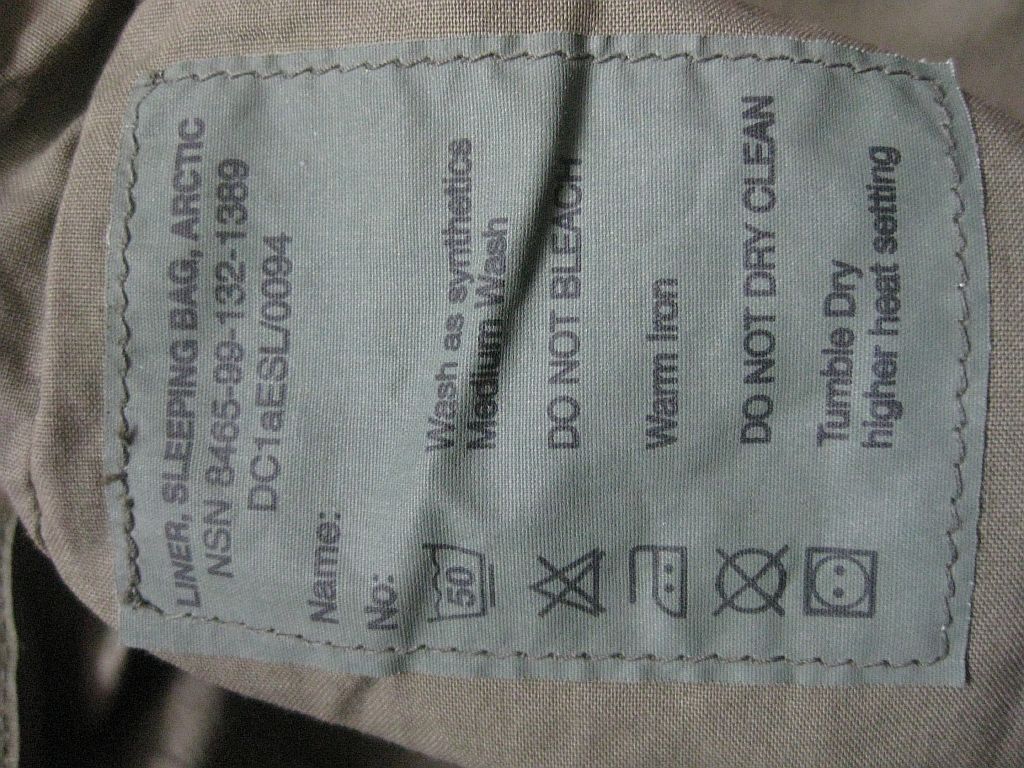 LINER, SLEEPING BAG, ARCTIC
NSN 8465-99-132-1389
DC1aESL/0094
Name:
No:
50
Wash as synthetics
Medium Wash
DO NOT BLEACH
Warm Iron
DO NOT DRY CLEAN
Tumble Dry
higher heat setting